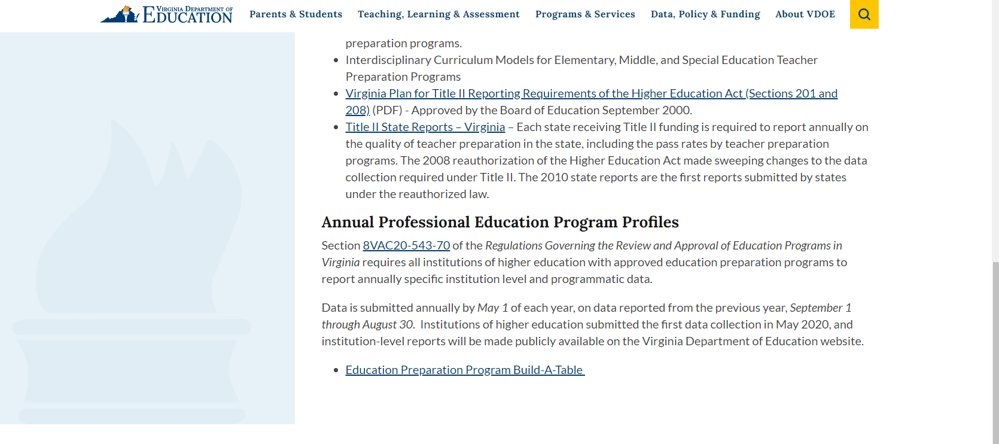 VIRGINIA DEPARTMENT OF
EDUCATION
Parents & Students
Teaching, Learning & Assessment
Programs & Services
Data, Policy & Funding
About VDOE
preparation programs.
Interdisciplinary Curriculum Models for Elementary, Middle, and Special Education Teacher
Preparation Programs
Virginia Plan for Title II Reporting Requirements of the Higher Education Act (Sections 201 and
208) (PDF) - Approved by the Board of Education September 2000.
Title II State Reports – Virginia – Each state receiving Title II funding is required to report annually on
the quality of teacher preparation in the state, including the pass rates by teacher preparation
programs. The 2008 reauthorization of the Higher Education Act made sweeping changes to the data
collection required under Title II. The 2010 state reports are the first reports submitted by states
under the reauthorized law.
Annual Professional Education Program Profiles
Section 8VAC20-543-70 of the Regulations Governing the Review and Approval of Education Programs in
Virginia requires all institutions of higher education with approved education preparation programs to
report annually specific institution level and programmatic data.
Data is submitted annually by May 1 of each year, on data reported from the previous year, September 1
through August 30.  Institutions of higher education submitted the first data collection in May 2020, and
institution-level reports will be made publicly available on the Virginia Department of Education website.
Education Preparation Program Build-A-Table